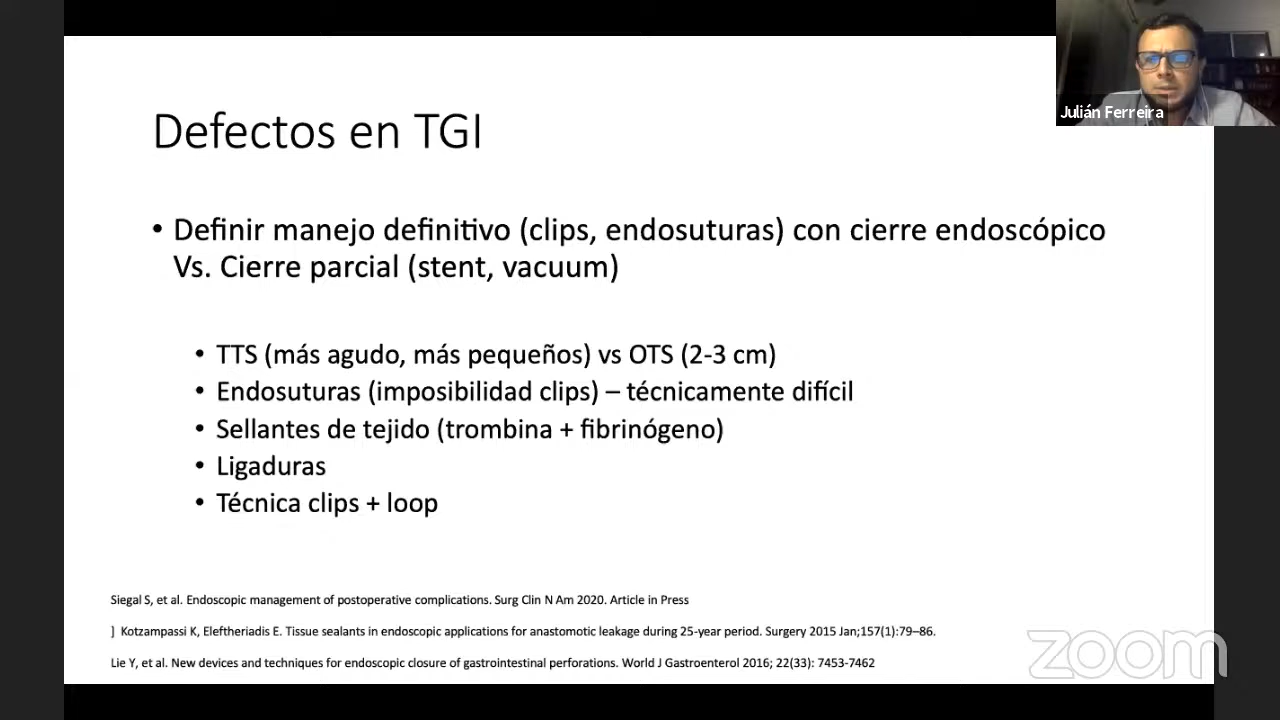 Julián Ferreira
Defectos en TGI
• Definir manejo definitivo (clips, endosuturas) con cierre endoscópico
Vs. Cierre parcial (stent, vacuum)
• TTS (más agudo, más pequeños) vs OTS (2-3 cm)
• Endosuturas (imposibilidad clips) – técnicamente difícil
• Sellantes de tejido (trombina + fibrinógeno)
• Ligaduras
• Técnica clips + loop
Siegal S, et al. Endoscopic management of postoperative complications. Surg Clin N Am 2020. Article in Press
] Kotzampassi K, Eleftheriadis E. Tissue sealants in endoscopic applications for anastomotic leakage during 25-year period. Surgery 2015 Jan;157(1):79–86.
Lie Y, et al. New devices and techniques for endoscopic closure of gastrointestinal perforations. World J Gastroenterol 2016; 22(33): 7453-7462
zoom